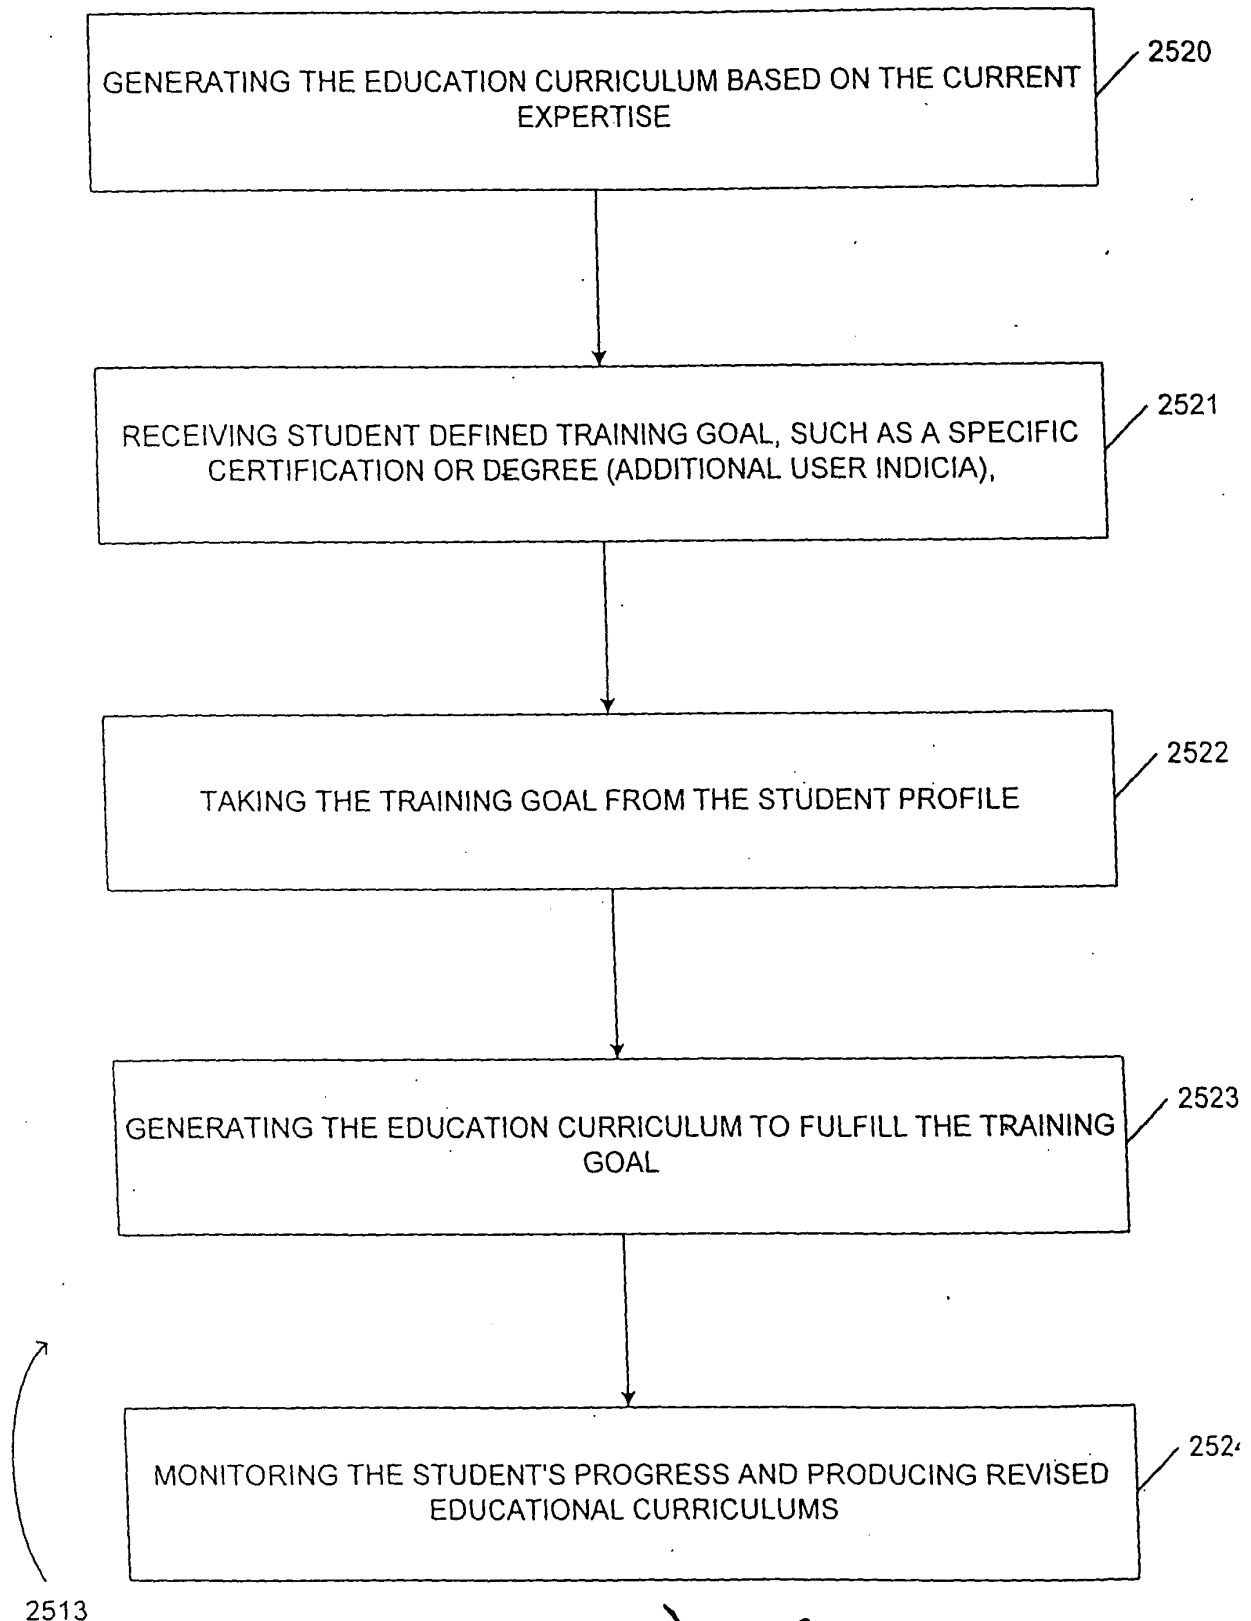 GENERATING THE EDUCATION CURRICULUM BASED ON THE CURRENT
EXPERTISE
2520
RECEIVING STUDENT DEFINED TRAINING GOAL, SUCH AS A SPECIFIC
CERTIFICATION OR DEGREE (ADDITIONAL USER INDICIA),
2521
TAKING THE TRAINING GOAL FROM THE STUDENT PROFILE
2522
GENERATING THE EDUCATION CURRICULUM TO FULFILL THE TRAINING
GOAL
2523
MONITORING THE STUDENT'S PROGRESS AND PRODUCING REVISED
EDUCATIONAL CURRICULUMS
2524
2513